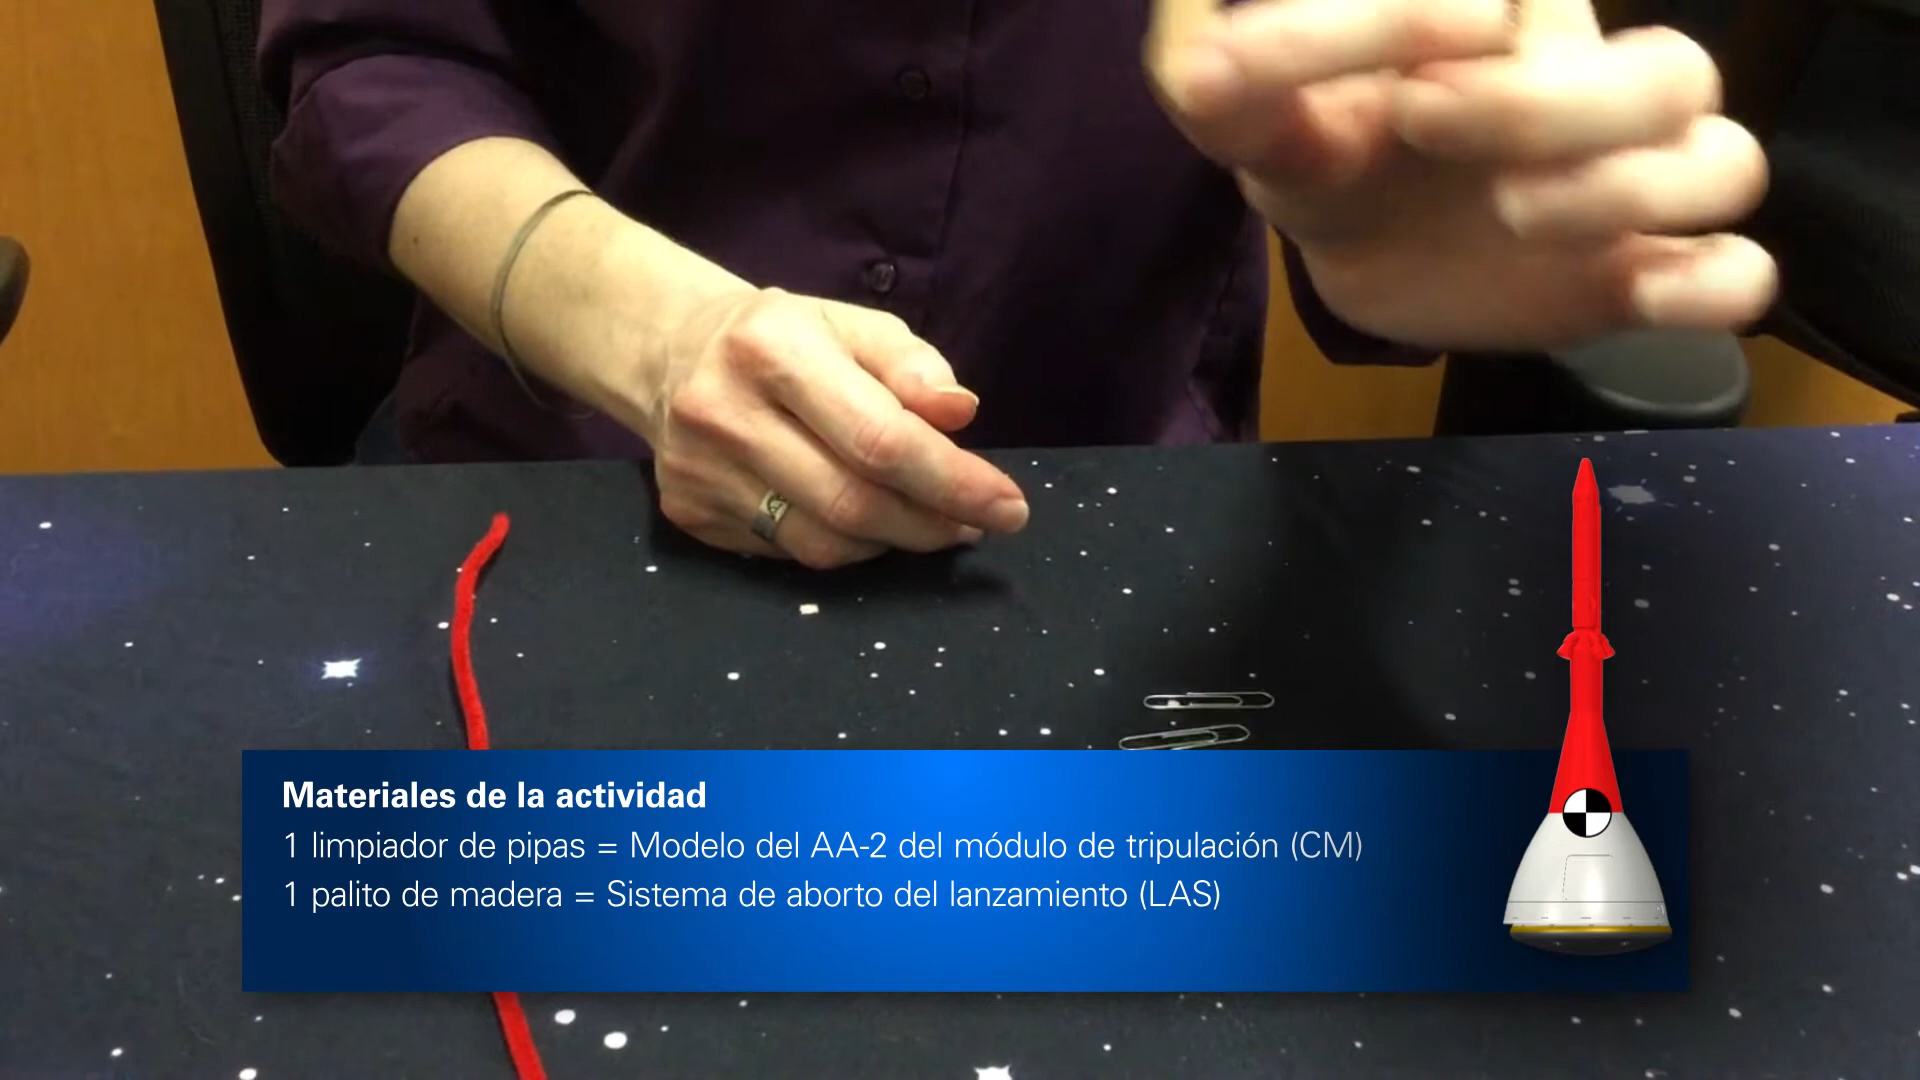 Materiales de la actividad
1 limpiador de pipas = Modelo del AA-2 del módulo de tripulación (CM)
1 palito de madera = Sistema de aborto del lanzamiento (LAS)